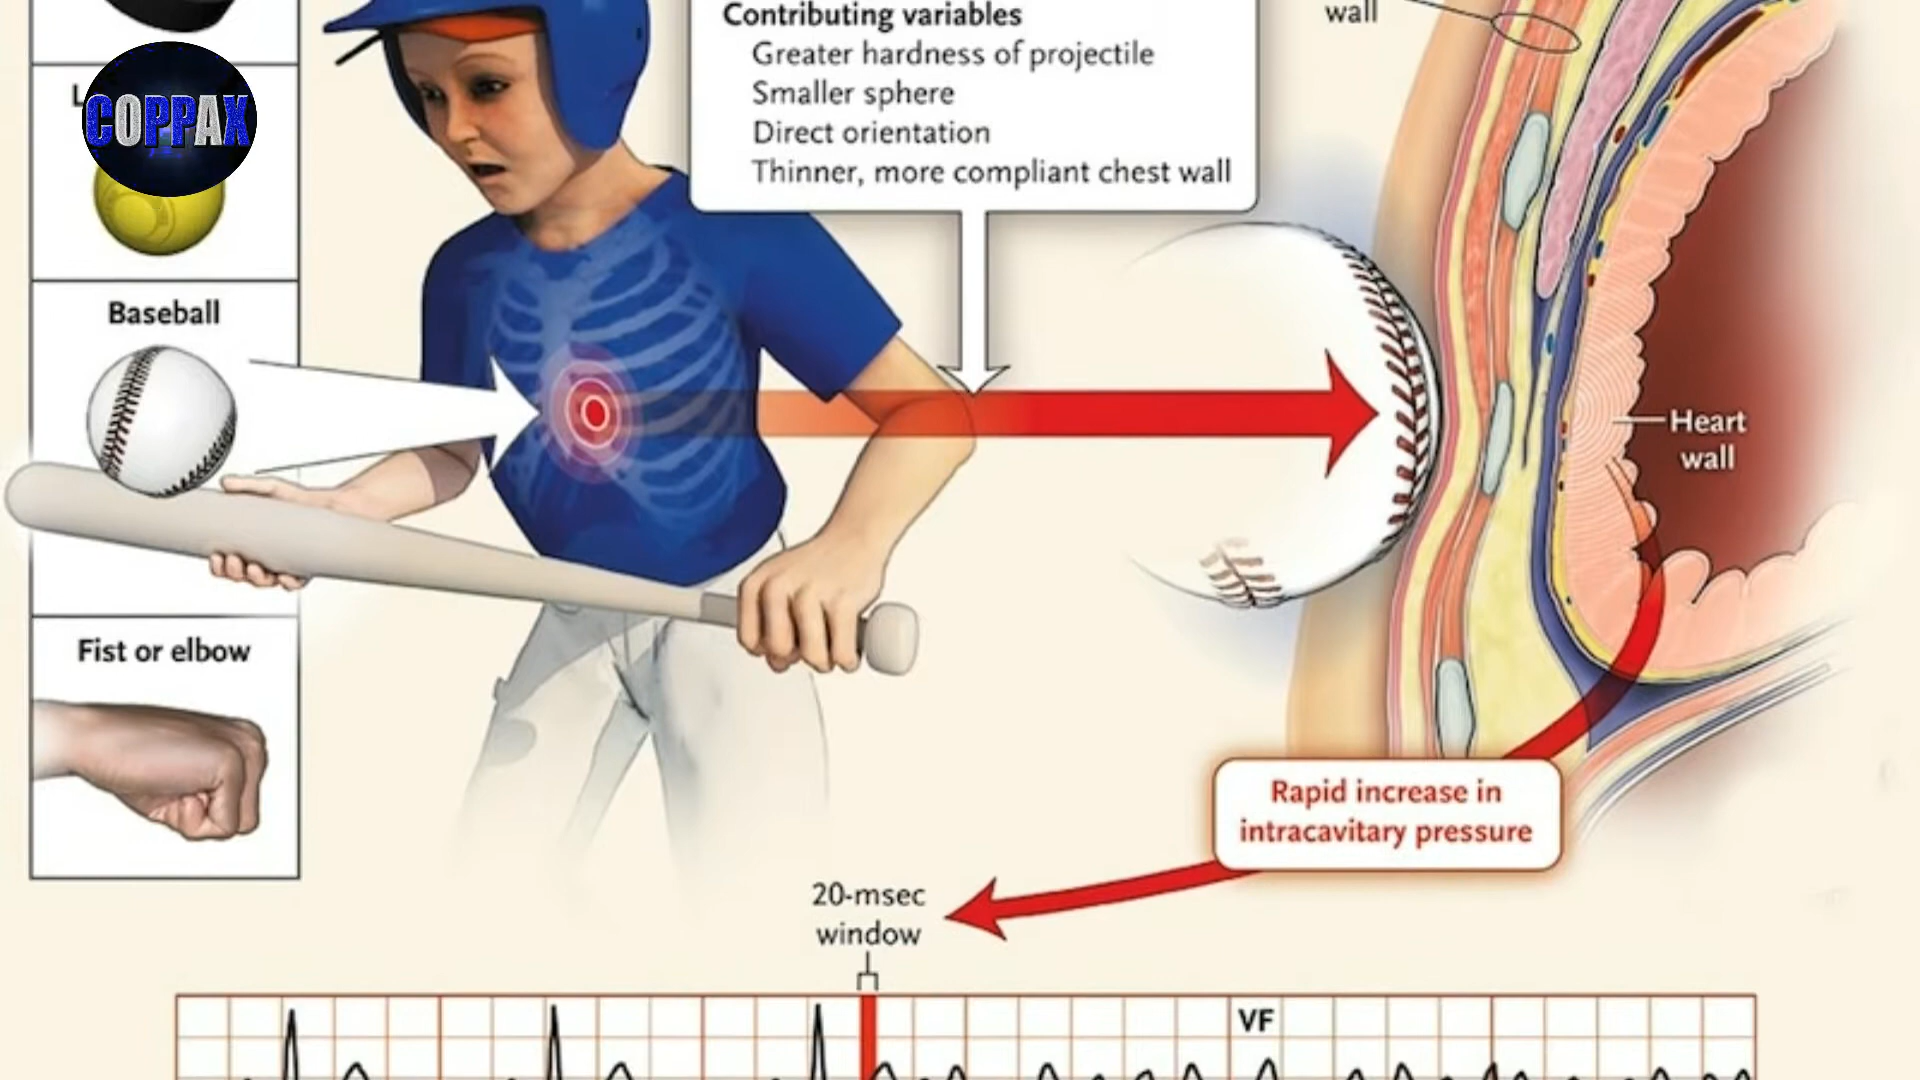 COPPAX
Baseball
Fist or elbow
Contributing variables
Greater hardness of projectile
Smaller sphere
Direct orientation
Thinner, more compliant chest wall
wall
Heart
wall
Rapid increase in
intracavitary pressure
20-msec
window
VF